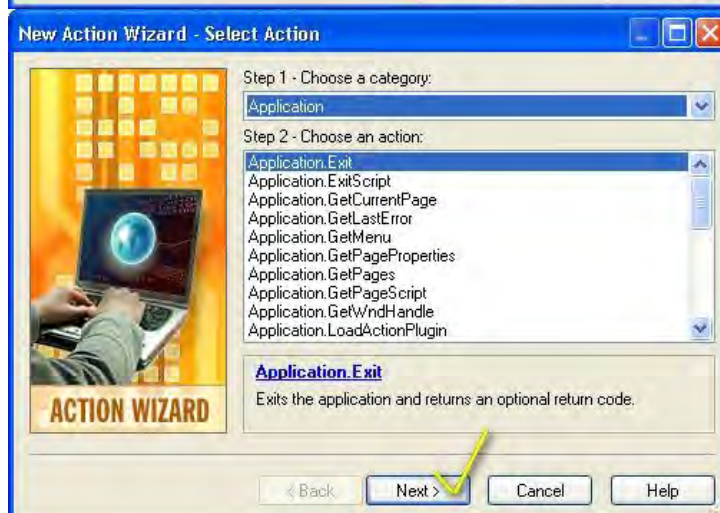 New Action Wizard - Select Action
Step 1 - Choose a category:
Application
Step 2 - Choose an action:
Application.Exit
Application.ExitScript
Application.GetCurrentPage
Application.GetLastError
Application.GetMenu
Application.GetPageProperties
Application.GetPages
Application.GetPageScript
Application.GetWndHandle
Application.LoadActionPlugin
Application.Exit
Exits the application and returns an optional return code.
ACTION WIZARD
< Back
Next >
Cancel
Help